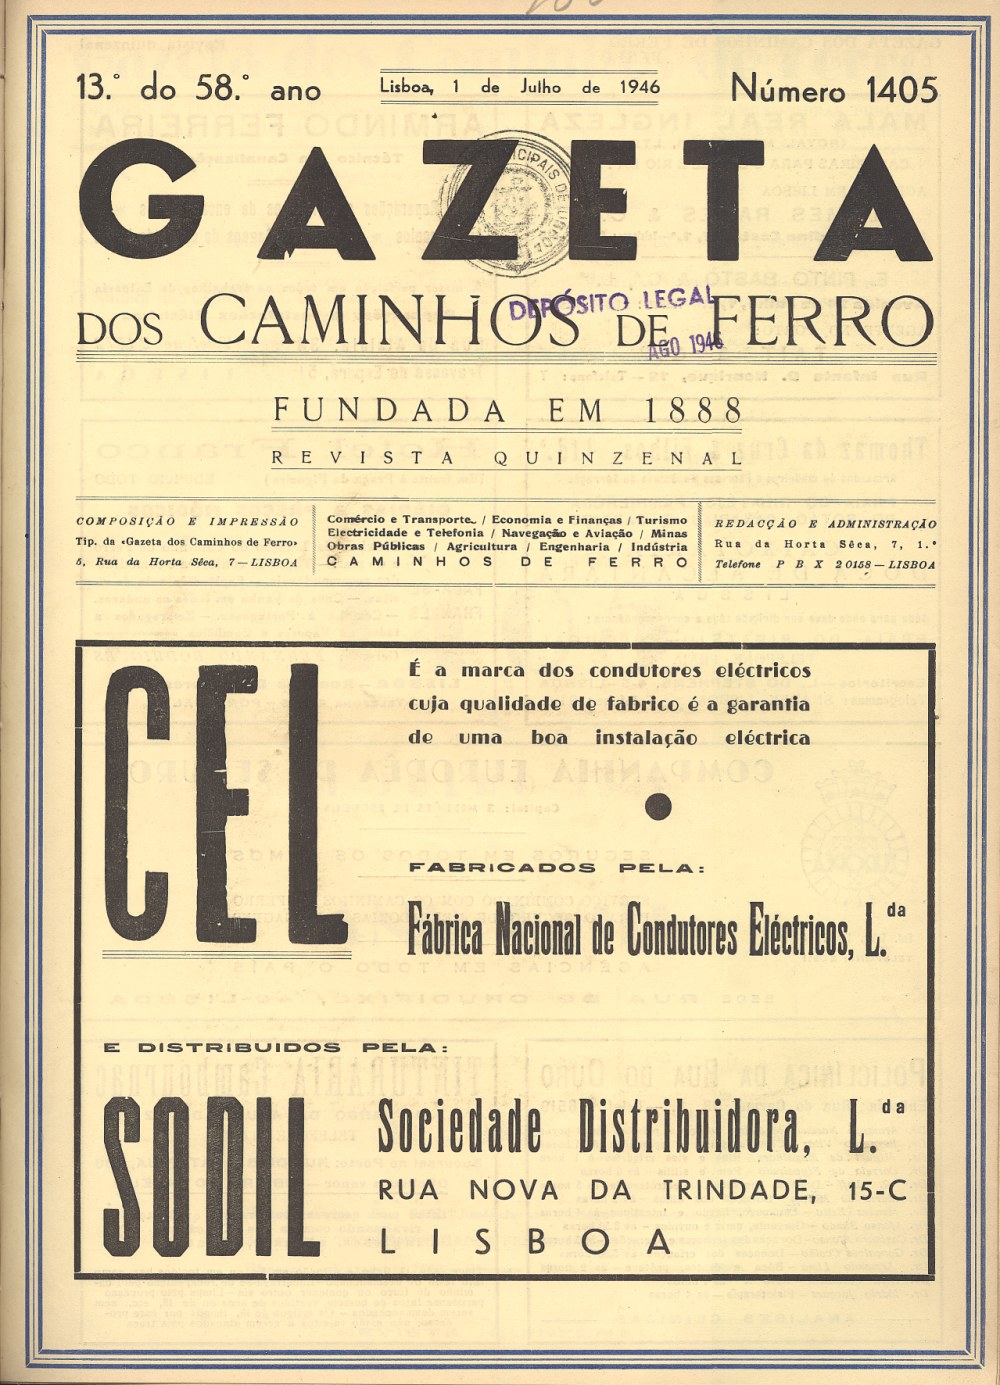 13.º do 58.º ano
Lisboa, 1 de Julho de 1946
Número 1405
GAZETA
DOS CAMINHOS DE FERRO
DEPÓSITO LEGAL
AGO 1946
FUNDADA EM 1888
REVISTA QUINZENAL
COMPOSIÇÃO E IMPRESSÃO
Tip. da «Gazeta dos Caminhos de Ferro»
5, Rua da Horta Sêca, 7 — LISBOA
Comércio e Transporte / Economia e Finanças / Turismo
Electricidade e Telefonia / Navegação e Aviação / Minas
Obras Públicas / Agricultura / Engenharia / Indústria
CAMINHOS DE FERRO
REDACÇÃO E ADMINISTRAÇÃO
Rua da Horta Sêca, 7, 1.º
Telefone P B X 20158 — LISBOA
CEL
É a marca dos condutores eléctricos
cuja qualidade de fabrico é a garantia
de uma boa instalação eléctrica
FABRICADOS PELA:
Fábrica Nacional de Condutores Eléctricos, L.da
E DISTRIBUIDOS PELA:
SODIL
Sociedade Distribuidora, L.da
RUA NOVA DA TRINDADE, 15-C
LISBOA